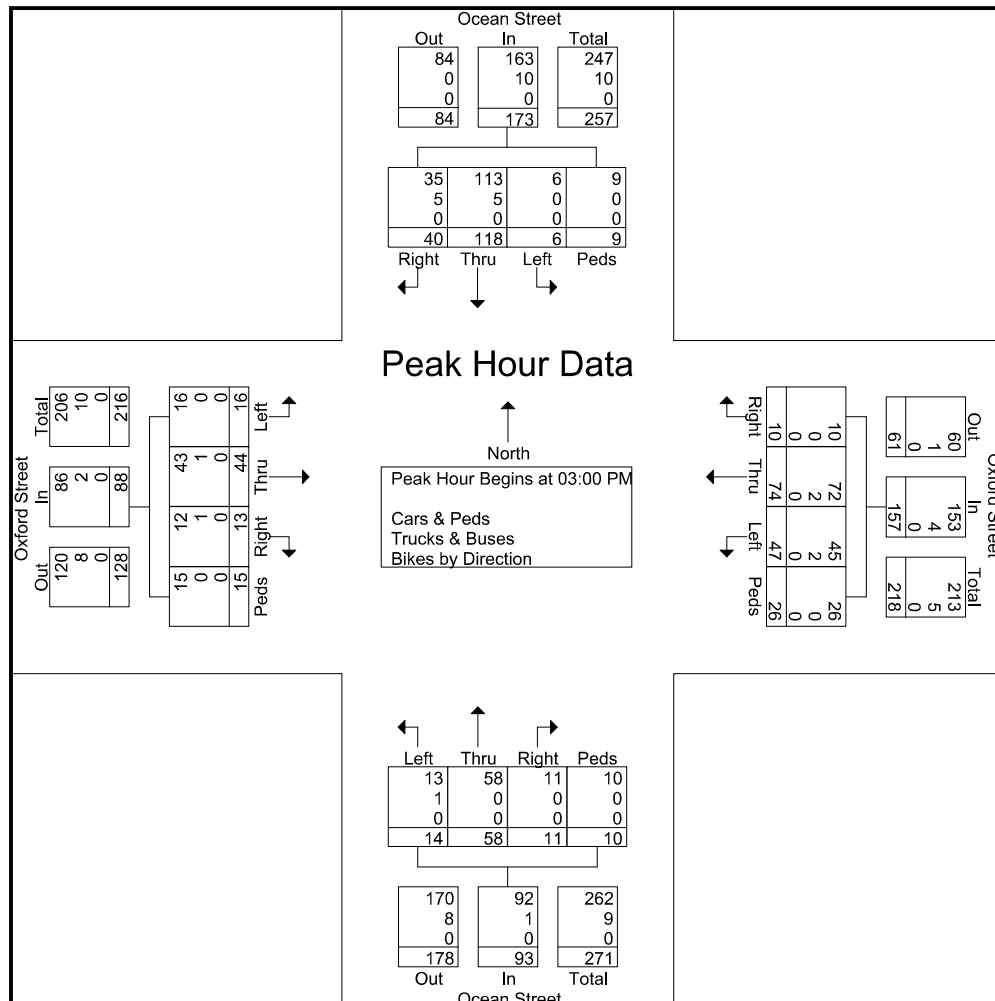 Ocean Street
Out In Total
84 163 247
0 10 10
0 0 0
84 173 257
35 113 6 9
5 5 0 0
0 0 0 0
40 118 6 9
Right Thru Left Peds
Peak Hour Data
North
Peak Hour Begins at 03:00 PM
Cars & Peds
Trucks & Buses
Bikes by Direction
Oxford Street
Out In Total
120 86 206
8 2 10
0 0 0
128 88 216
Peds Right Thru Left
15 12 43 16
0 1 1 0
0 0 0 0
15 13 44 16
Oxford Street
Out In Total
60 153 213
1 4 5
0 0 0
61 157 218
10 72 45 26
0 2 2 0
0 0 0 0
10 74 47 26
Right Thru Left Peds
Left Thru Right Peds
13 58 11 10
1 0 0 0
0 0 0 0
14 58 11 10
170 92 262
8 1 9
0 0 0
178 93 271
Out In Total
Ocean Street